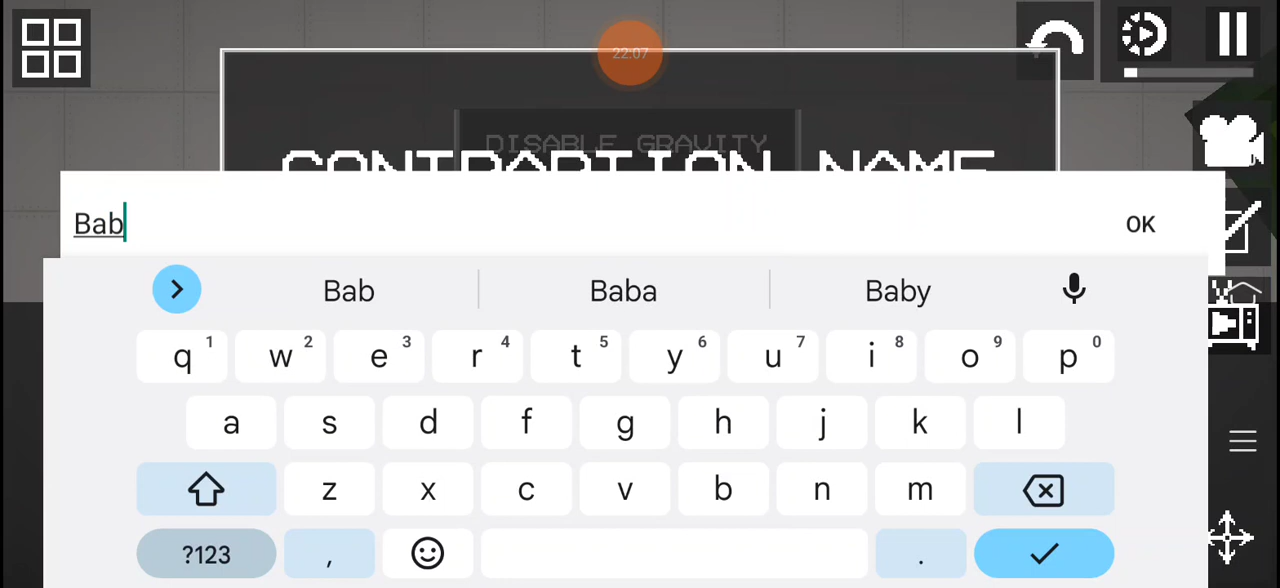 22:07
DISABLE GRAVITY
CONTRAPTION NAME
Bab
OK
Bab Baba Baby
q 1 w 2 e 3 r 4 t 5 y 6 u 7 i 8 o 9 p 0
a s d f g h j k l
z x c v b n m
?123 , .